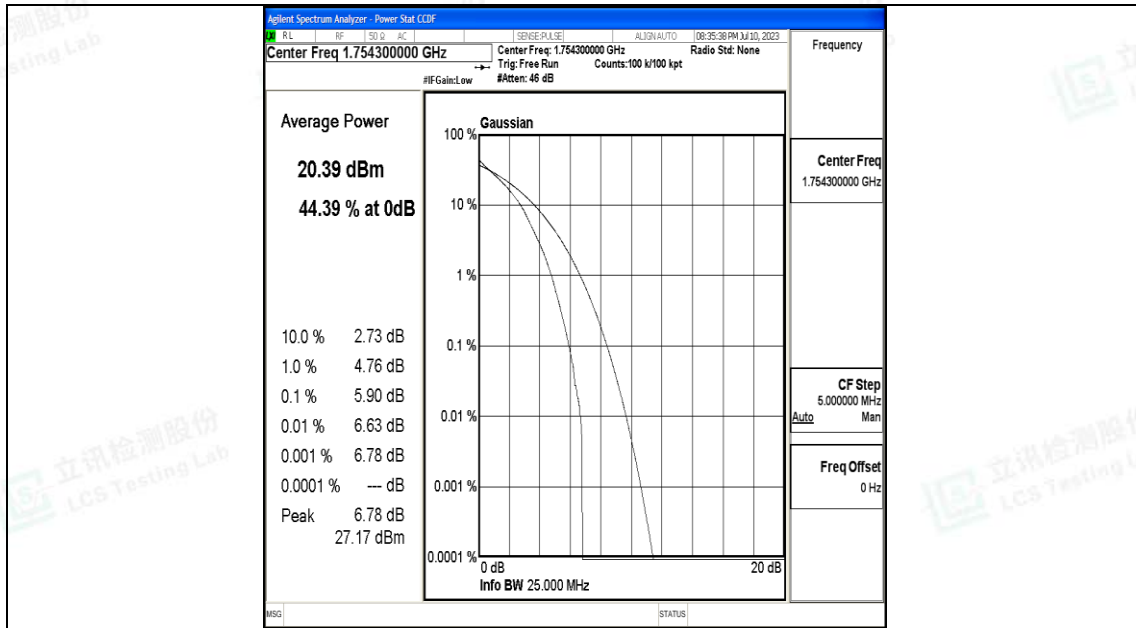 Agilent Spectrum Analyzer - Power Stat CCDF
LXI RL RF 50 Ω AC SENSE:PULSE ALIGN AUTO 08:35:38 PM Jul 10, 2023
Center Freq 1.754300000 GHz
Center Freq: 1.754300000 GHz Radio Std: None
Trig: Free Run Counts:100 k/100 kpt
#IFGain:Low #Atten: 46 dB
Frequency
Average Power
20.39 dBm
44.39 % at 0dB
10.0 % 2.73 dB
1.0 % 4.76 dB
0.1 % 5.90 dB
0.01 % 6.63 dB
0.001 % 6.78 dB
0.0001 % --- dB
Peak 6.78 dB
27.17 dBm
Gaussian
100 %
10 %
1 %
0.1 %
0.01 %
0.001 %
0.0001 %
0 dB 20 dB
Info BW 25.000 MHz
Center Freq
1.754300000 GHz
CF Step
5.000000 MHz
Auto Man
Freq Offset
0 Hz
MSG STATUS
立讯检测股份
LCS Testing Lab